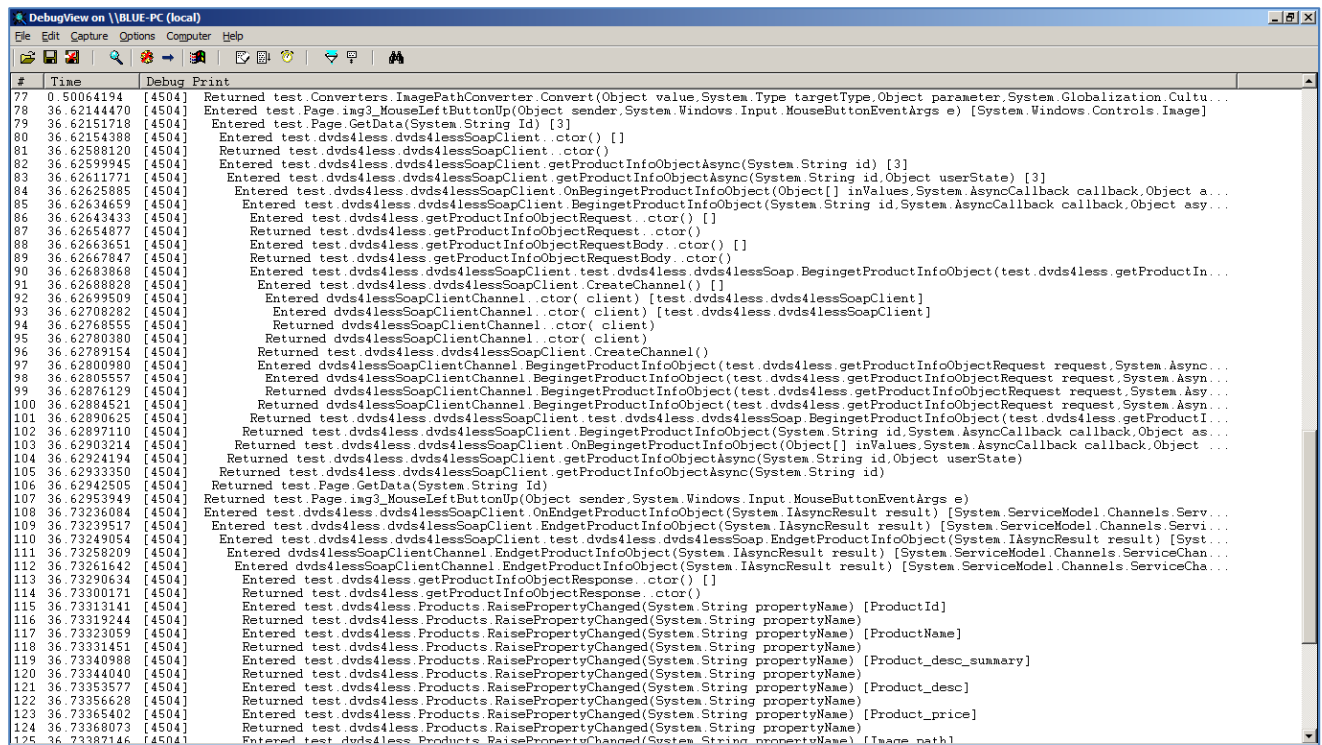 DebugView on \\BLUE-PC (local)
File Edit Capture Options Computer Help
# Time Debug Print
77 0.50064194 [4504] Returned test.Converters.ImagePathConverter.Convert(Object value,System.Type targetType,Object parameter,System.Globalization.Cultu...
78 36.62144470 [4504] Entered test.Page.img3_MouseLeftButtonUp(Object sender,System.Windows.Input.MouseButtonEventArgs e) [System.Windows.Controls.Image]
79 36.62151718 [4504] Entered test.Page.GetData(System.String Id) [3]
80 36.62154388 [4504] Entered test.dvds4less.dvds4lessSoapClient..ctor() []
81 36.62588120 [4504] Returned test.dvds4less.dvds4lessSoapClient..ctor()
82 36.62599945 [4504] Entered test.dvds4less.dvds4lessSoapClient.getProductInfoObjectAsync(System.String id) [3]
83 36.62611771 [4504] Entered test.dvds4less.dvds4lessSoapClient.getProductInfoObjectAsync(System.String id,Object userState) [3]
84 36.62625885 [4504] Entered test.dvds4less.dvds4lessSoapClient.OnBegingetProductInfoObject(Object[] inValues,System.AsyncCallback callback,Object a...
85 36.62634659 [4504] Entered test.dvds4less.dvds4lessSoapClient.BegingetProductInfoObject(System.String id,System.AsyncCallback callback,Object asy...
86 36.62643433 [4504] Entered test.dvds4less.getProductInfoObjectRequest..ctor() []
87 36.62654877 [4504] Returned test.dvds4less.getProductInfoObjectRequest..ctor()
88 36.62663651 [4504] Entered test.dvds4less.getProductInfoObjectRequestBody..ctor() []
89 36.62667847 [4504] Returned test.dvds4less.getProductInfoObjectRequestBody..ctor()
90 36.62683868 [4504] Entered test.dvds4less.dvds4lessSoapClient.test.dvds4less.dvds4lessSoap.BegingetProductInfoObject(test.dvds4less.getProductIn...
91 36.62688828 [4504] Entered test.dvds4less.dvds4lessSoapClient.CreateChannel() []
92 36.62699509 [4504] Entered dvds4lessSoapClientChannel..ctor( client) [test.dvds4less.dvds4lessSoapClient]
93 36.62708282 [4504] Entered dvds4lessSoapClientChannel..ctor( client) [test.dvds4less.dvds4lessSoapClient]
94 36.62768555 [4504] Returned dvds4lessSoapClientChannel..ctor( client)
95 36.62780380 [4504] Returned dvds4lessSoapClientChannel..ctor( client)
96 36.62789154 [4504] Returned test.dvds4less.dvds4lessSoapClient.CreateChannel()
97 36.62800980 [4504] Entered dvds4lessSoapClientChannel.BegingetProductInfoObject(test.dvds4less.getProductInfoObjectRequest request,System.Async...
98 36.62805557 [4504] Entered dvds4lessSoapClientChannel.BegingetProductInfoObject(test.dvds4less.getProductInfoObjectRequest request,System.Asyn...
99 36.62876129 [4504] Returned dvds4lessSoapClientChannel.BegingetProductInfoObject(test.dvds4less.getProductInfoObjectRequest request,System.Asy...
100 36.62884521 [4504] Returned dvds4lessSoapClientChannel.BegingetProductInfoObject(test.dvds4less.getProductInfoObjectRequest request,System.Asyn...
101 36.62890625 [4504] Returned test.dvds4less.dvds4lessSoapClient.test.dvds4less.dvds4lessSoap.BegingetProductInfoObject(test.dvds4less.getProductI...
102 36.62897110 [4504] Returned test.dvds4less.dvds4lessSoapClient.BegingetProductInfoObject(System.String id,System.AsyncCallback callback,Object as...
103 36.62903214 [4504] Returned test.dvds4less.dvds4lessSoapClient.OnBegingetProductInfoObject(Object[] inValues,System.AsyncCallback callback,Object ...
104 36.62924194 [4504] Returned test.dvds4less.dvds4lessSoapClient.getProductInfoObjectAsync(System.String id,Object userState)
105 36.62933350 [4504] Returned test.dvds4less.dvds4lessSoapClient.getProductInfoObjectAsync(System.String id)
106 36.62942505 [4504] Returned test.Page.GetData(System.String Id)
107 36.62953949 [4504] Returned test.Page.img3_MouseLeftButtonUp(Object sender,System.Windows.Input.MouseButtonEventArgs e)
108 36.73236084 [4504] Entered test.dvds4less.dvds4lessSoapClient.OnEndgetProductInfoObject(System.IAsyncResult result) [System.ServiceModel.Channels.Serv...
109 36.73239517 [4504] Entered test.dvds4less.dvds4lessSoapClient.EndgetProductInfoObject(System.IAsyncResult result) [System.ServiceModel.Channels.Servi...
110 36.73249054 [4504] Entered test.dvds4less.dvds4lessSoapClient.test.dvds4less.dvds4lessSoap.EndgetProductInfoObject(System.IAsyncResult result) [Syst...
111 36.73258209 [4504] Entered dvds4lessSoapClientChannel.EndgetProductInfoObject(System.IAsyncResult result) [System.ServiceModel.Channels.ServiceChan...
112 36.73261642 [4504] Entered dvds4lessSoapClientChannel.EndgetProductInfoObject(System.IAsyncResult result) [System.ServiceModel.Channels.ServiceCha...
113 36.73290634 [4504] Entered test.dvds4less.getProductInfoObjectResponse..ctor() []
114 36.73300171 [4504] Returned test.dvds4less.getProductInfoObjectResponse..ctor()
115 36.73313141 [4504] Entered test.dvds4less.Products.RaisePropertyChanged(System.String propertyName) [ProductId]
116 36.73319244 [4504] Returned test.dvds4less.Products.RaisePropertyChanged(System.String propertyName)
117 36.73323059 [4504] Entered test.dvds4less.Products.RaisePropertyChanged(System.String propertyName) [ProductName]
118 36.73331451 [4504] Returned test.dvds4less.Products.RaisePropertyChanged(System.String propertyName)
119 36.73340988 [4504] Entered test.dvds4less.Products.RaisePropertyChanged(System.String propertyName) [Product_desc_summary]
120 36.73344040 [4504] Returned test.dvds4less.Products.RaisePropertyChanged(System.String propertyName)
121 36.73353577 [4504] Entered test.dvds4less.Products.RaisePropertyChanged(System.String propertyName) [Product_desc]
122 36.73356628 [4504] Returned test.dvds4less.Products.RaisePropertyChanged(System.String propertyName)
123 36.73365402 [4504] Entered test.dvds4less.Products.RaisePropertyChanged(System.String propertyName) [Product_price]
124 36.73368073 [4504] Returned test.dvds4less.Products.RaisePropertyChanged(System.String propertyName)
125 36.73387146 [4504] Entered test.dvds4less.Products.RaisePropertyChanged(System.String propertyName) [Image_path]